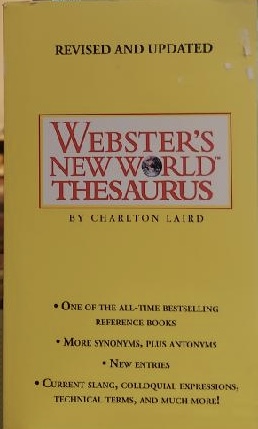 REVISED AND UPDATED
WEBSTER'S
NEW WORLD™
THESAURUS
BY CHARLTON LAIRD
• ONE OF THE ALL-TIME BESTSELLING
REFERENCE BOOKS
• MORE SYNONYMS, PLUS ANTONYMS
• NEW ENTRIES
• CURRENT SLANG, COLLOQUIAL EXPRESSIONS,
TECHNICAL TERMS, AND MUCH MORE!